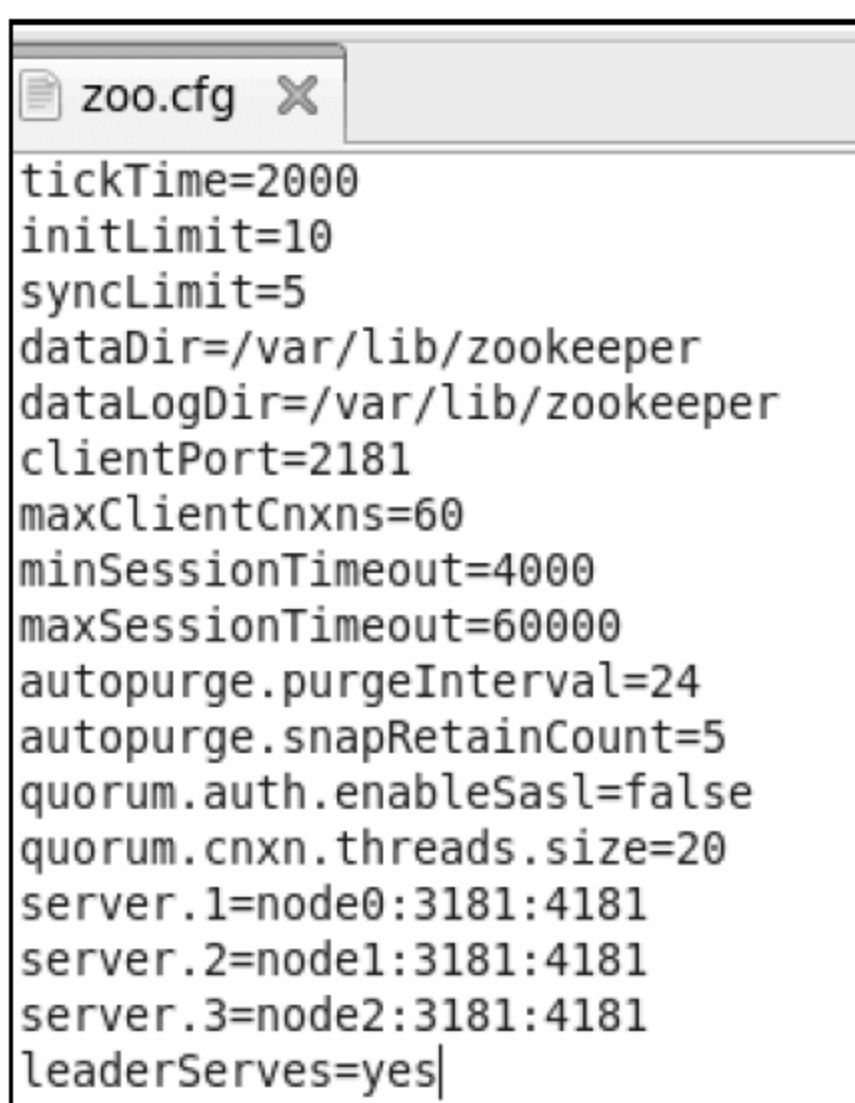 zoo.cfg
tickTime=2000
initLimit=10
syncLimit=5
dataDir=/var/lib/zookeeper
dataLogDir=/var/lib/zookeeper
clientPort=2181
maxClientCnxns=60
minSessionTimeout=4000
maxSessionTimeout=60000
autopurge.purgeInterval=24
autopurge.snapRetainCount=5
quorum.auth.enableSasl=false
quorum.cnxn.threads.size=20
server.1=node0:3181:4181
server.2=node1:3181:4181
server.3=node2:3181:4181
leaderServes=yes